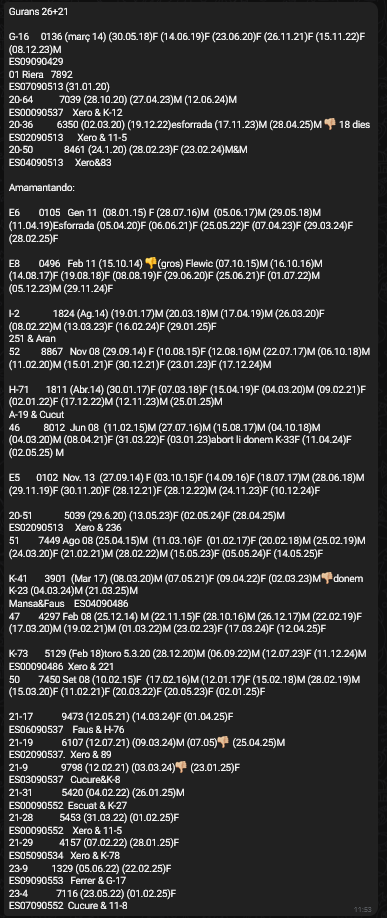 Gurans 26+21
G-16 0136 (març 14) (30.05.18)F (14.06.19)F (23.06.20)F (26.11.21)F (15.11.22)F
(08.12.23)M
ES09090429
01 Riera 7892
ES07090513 (31.01.20)
20-64 7039 (28.10.20) (27.04.23)M (12.06.24)M
ES00090537 Xero & K-12
20-36 6350 (02.03.20) (19.12.22)esforrada (17.11.23)M (28.04.25)M 👎🏼 18 dies
ES02090513 Xero & 11-5
20-50 8461 (24.1.20) (28.02.23)F (23.02.24)M&M
ES04090513 Xero&83
Amamantando:
E6 0105 Gen 11 (08.01.15) F (28.07.16)M (05.06.17)M (29.05.18)M
(11.04.19)Esforrada (05.04.20)F (06.06.21)F (25.05.22)F (07.04.23)F (29.03.24)F
(28.02.25)F
E8 0496 Feb 11 (15.10.14) 👎(gros) Flewic (07.10.15)M (16.10.16)M
(14.08.17)F (19.08.18)F (08.08.19)F (29.06.20)F (25.06.21)F (01.07.22)M
(05.12.23)M (29.11.24)F
I-2 1824 (Ag.14) (19.01.17)M (20.03.18)M (17.04.19)M (26.03.20)F
(08.02.22)M (13.03.23)F (16.02.24)F (29.01.25)F
251 & Aran
52 8867 Nov 08 (29.09.14) F (10.08.15)F (12.08.16)M (22.07.17)M (06.10.18)M
(11.02.20)M (15.01.21)F (30.12.21)F (23.01.23)F (17.12.24)M
H-71 1811 (Abr.14) (30.01.17)F (07.03.18)F (15.04.19)F (04.03.20)M (09.02.21)F
(02.01.22)F (17.12.22)M (12.11.23)M (25.01.25)M
A-19 & Cucut
46 8012 Jun 08 (11.02.15)M (27.07.16)M (15.08.17)M (04.10.18)M
(04.03.20)M (08.04.21)F (31.03.22)F (03.01.23)abort li donem K-33F (11.04.24)F
(02.05.25) M
E5 0102 Nov. 13 (27.09.14) F (03.10.15)F (14.09.16)F (18.07.17)M (28.06.18)M
(29.11.19)F (30.11.20)F (28.12.21)F (28.12.22)M (24.11.23)F (10.12.24)F
20-51 5039 (29.6.20) (13.05.23)F (02.05.24)F (28.04.25)M
ES02090513 Xero & 236
51 7449 Ago 08 (25.04.15)M (11.03.16)F (01.02.17)F (20.02.18)M (25.02.19)M
(24.03.20)F (21.02.21)M (28.02.22)M (15.05.23)F (05.05.24)F (14.05.25)F
K-41 3901 (Mar 17) (08.03.20)M (07.05.21)F (09.04.22)F (02.03.23)M👎🏼donem
K-23 (04.03.24)M (21.03.25)M
Mansa&Faus ES04090486
47 4297 Feb 08 (25.12.14) M (22.11.15)F (28.10.16)M (26.12.17)M (22.02.19)F
(17.03.20)M (19.02.21)M (01.03.22)M (23.02.23)F (17.03.24)F (12.04.25)F
K-73 5129 (Feb 18)toro 5.3.20 (28.12.20)M (06.09.22)M (12.07.23)F (11.12.24)M
ES00090486 Xero & 221
50 7450 Set 08 (10.02.15)F (17.02.16)M (12.01.17)F (15.02.18)M (28.02.19)M
(15.03.20)F (11.02.21)F (20.03.22)F (20.05.23)F (02.01.25)F
21-17 9473 (12.05.21) (14.03.24)F (01.04.25)F
ES06090537 Faus & H-76
21-19 6107 (12.07.21) (09.03.24)M (07.05)👎🏼 (25.04.25)M
ES02090537. Xero & 89
21-9 9798 (12.02.21) (03.03.24)👎🏼 (23.01.25)F
ES03090537 Cucure&K-8
21-31 5420 (04.02.22) (26.01.25)M
ES00090552 Escuat & K-27
21-28 5453 (31.03.22) (01.02.25)F
ES00090552 Xero & 11-5
21-29 4157 (07.02.22) (28.01.25)F
ES05090534 Xero & K-78
23-9 1329 (05.06.22) (22.02.25)F
ES09090553 Ferrer & G-17
23-4 7116 (23.05.22) (01.02.25)F
ES07090552 Cucure & 11-8
11:53